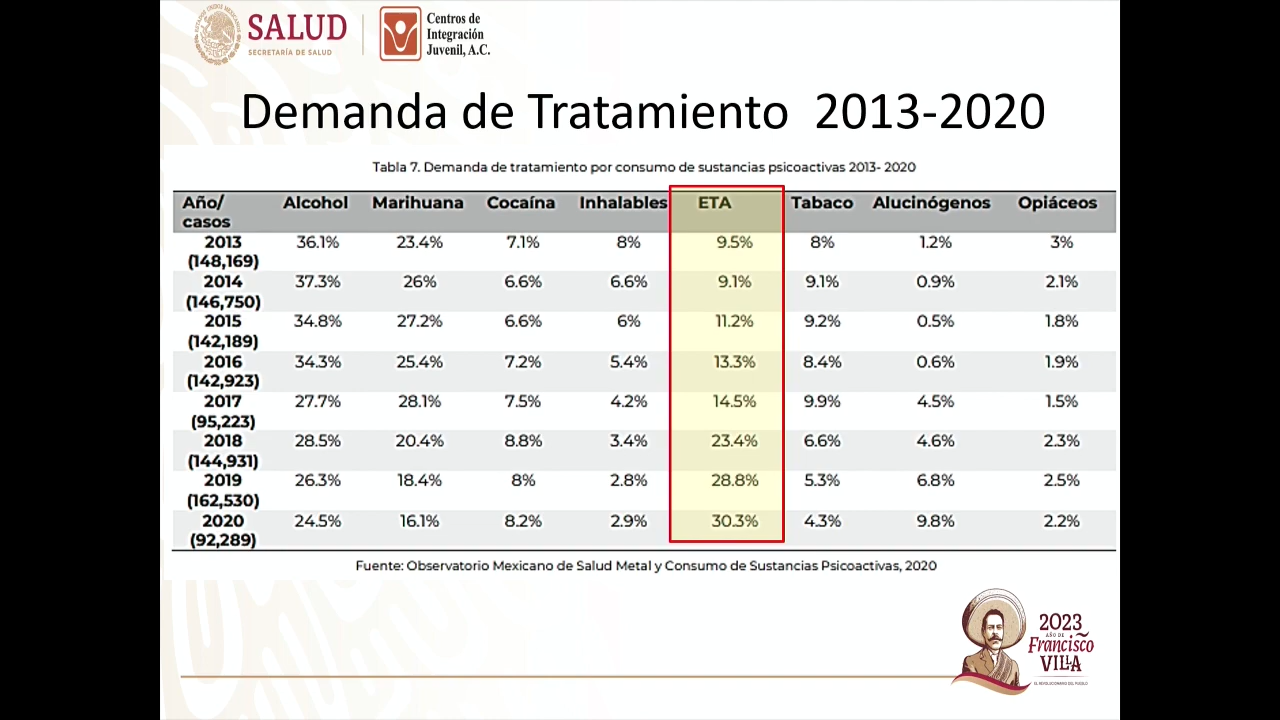 SALUD
SECRETARÍA DE SALUD
Centros de
Integración
Juvenil, A.C.
Demanda de Tratamiento 2013-2020
Tabla 7. Demanda de tratamiento por consumo de sustancias psicoactivas 2013- 2020
Año/ casos Alcohol Marihuana Cocaína Inhalables ETA Tabaco Alucinógenos Opiáceos
2013 36.1% 23.4% 7.1% 8% 9.5% 8% 1.2% 3%
(148,169)
2014 37.3% 26% 6.6% 6.6% 9.1% 9.1% 0.9% 2.1%
(146,750)
2015 34.8% 27.2% 6.6% 6% 11.2% 9.2% 0.5% 1.8%
(142,189)
2016 34.3% 25.4% 7.2% 5.4% 13.3% 8.4% 0.6% 1.9%
(142,923)
2017 27.7% 28.1% 7.5% 4.2% 14.5% 9.9% 4.5% 1.5%
(95,223)
2018 28.5% 20.4% 8.8% 3.4% 23.4% 6.6% 4.6% 2.3%
(144,931)
2019 26.3% 18.4% 8% 2.8% 28.8% 5.3% 6.8% 2.5%
(162,530)
2020 24.5% 16.1% 8.2% 2.9% 30.3% 4.3% 9.8% 2.2%
(92,289)
Fuente: Observatorio Mexicano de Salud Metal y Consumo de Sustancias Psicoactivas, 2020
2023
AÑO DE
Francisco
VILLA
EL REVOLUCIONARIO DEL PUEBLO